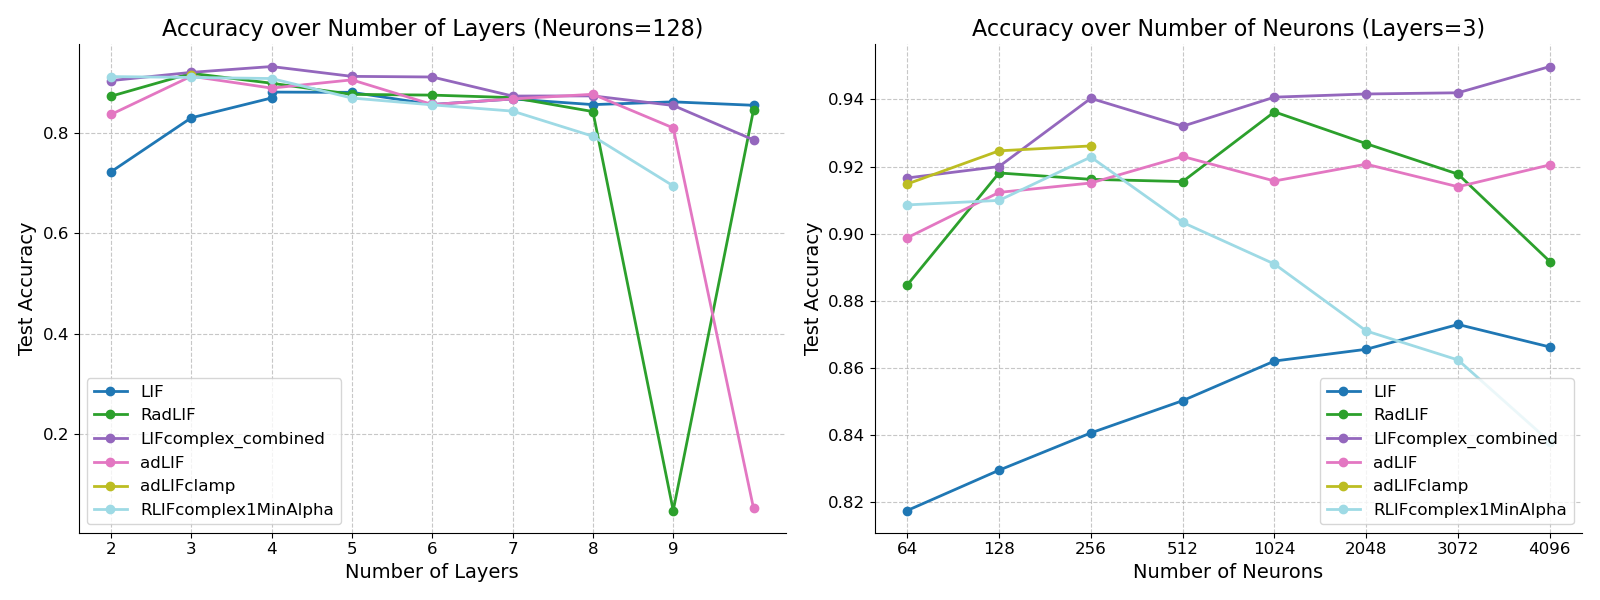 Accuracy over Number of Layers (Neurons=128)
Test Accuracy
0.8
0.6
0.4
0.2
LIF
RadLIF
LIFcomplex_combined
adLIF
adLIFclamp
RLIFcomplex1MinAlpha
2 3 4 5 6 7 8 9
Number of Layers
Accuracy over Number of Neurons (Layers=3)
Test Accuracy
0.94
0.92
0.90
0.88
0.86
0.84
0.82
LIF
RadLIF
LIFcomplex_combined
adLIF
adLIFclamp
RLIFcomplex1MinAlpha
64 128 256 512 1024 2048 3072 4096
Number of Neurons